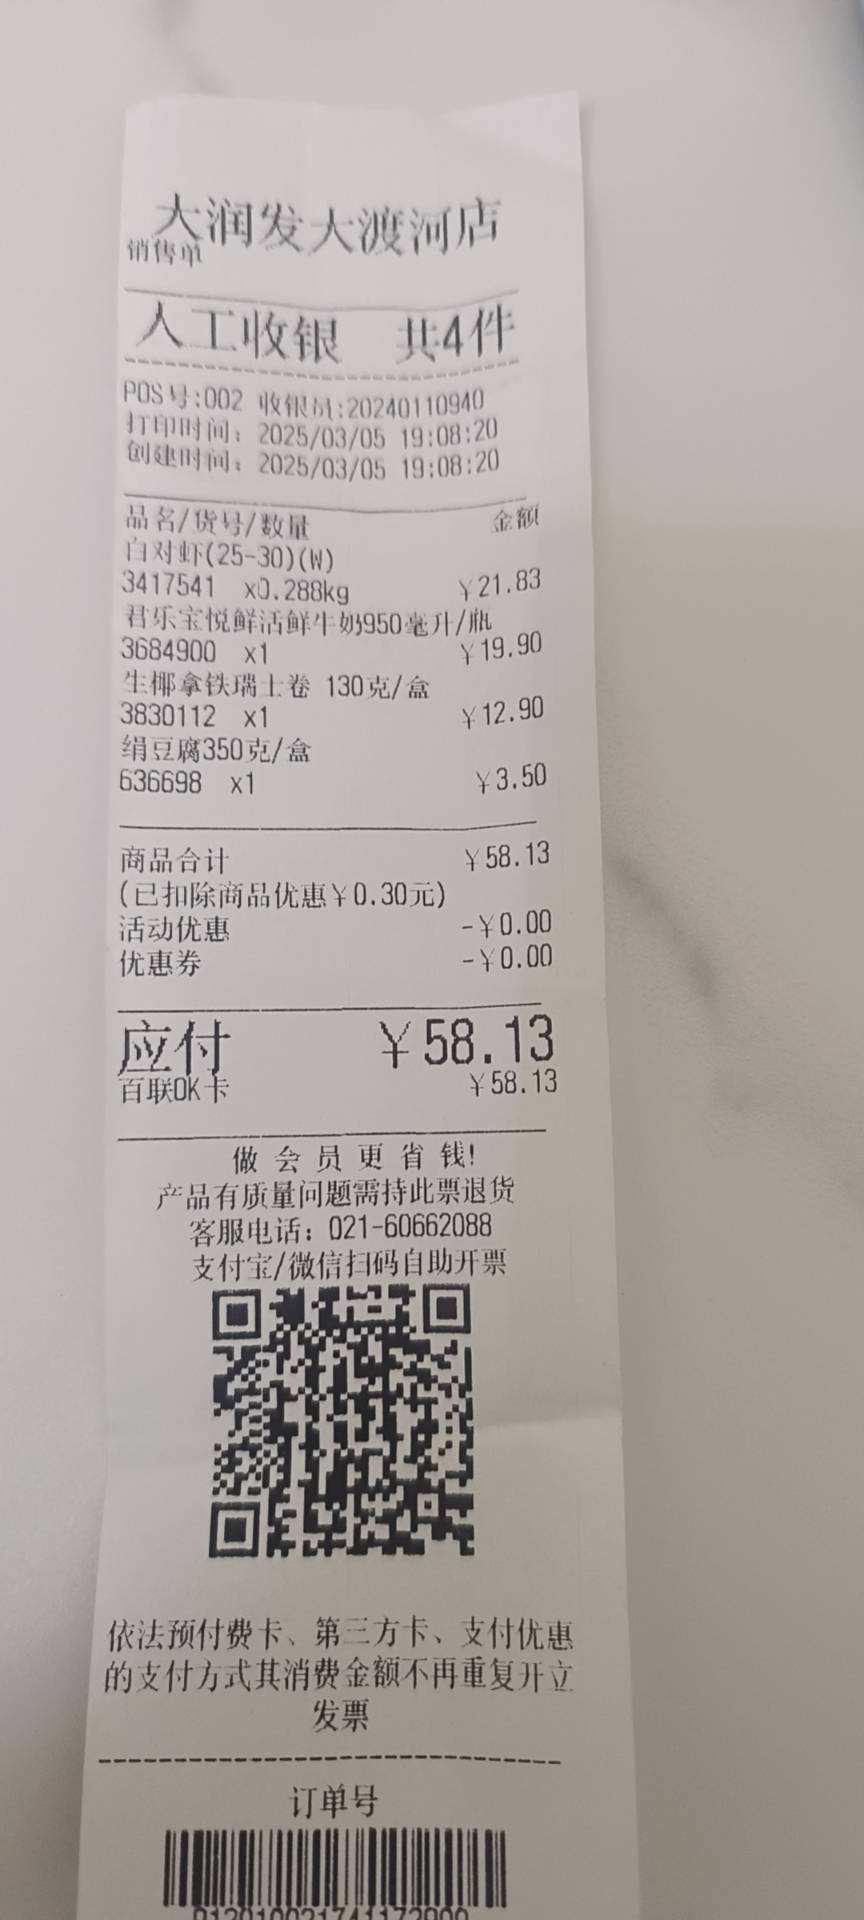 大润发大渡河店
销售单
人工收银 共4件
POS号:002 收银员:20240110940
打印时间: 2025/03/05 19:08:20
创建时间: 2025/03/05 19:08:20
品名/货号/数量 金额
白对虾(25-30)(W)
3417541 x0.288kg ￥21.83
君乐宝悦鲜活鲜牛奶950毫升/瓶
3684900 x1 ￥19.90
生椰拿铁瑞士卷 130克/盒
3830112 x1 ￥12.90
绢豆腐350克/盒
636698 x1 ￥3.50
商品合计 ￥58.13
(已扣除商品优惠￥0.30元)
活动优惠 -￥0.00
优惠券 -￥0.00
应付 ￥58.13
百联OK卡 ￥58.13
做会员更省钱!
产品有质量问题需持此票退货
客服电话: 021-60662088
支付宝/微信扫码自助开票
依法预付费卡、第三方卡、支付优惠
的支付方式其消费金额不再重复开立
发票
订单号